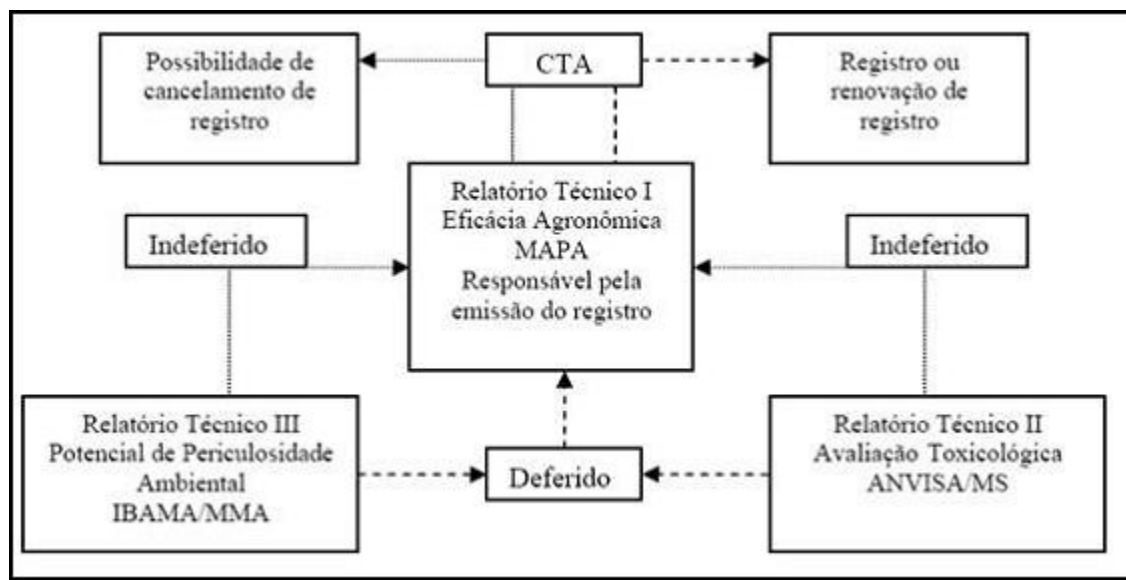 Possibilidade de
cancelamento de
registro
CTA
Registro ou
renovação de
registro
Relatório Técnico I
Eficácia Agronômica
MAPA
Responsável pela
emissão do registro
Indeferido
Indeferido
Relatório Técnico III
Potencial de Periculosidade
Ambiental
IBAMA/MMA
Deferido
Relatório Técnico II
Avaliação Toxicológica
ANVISA/MS